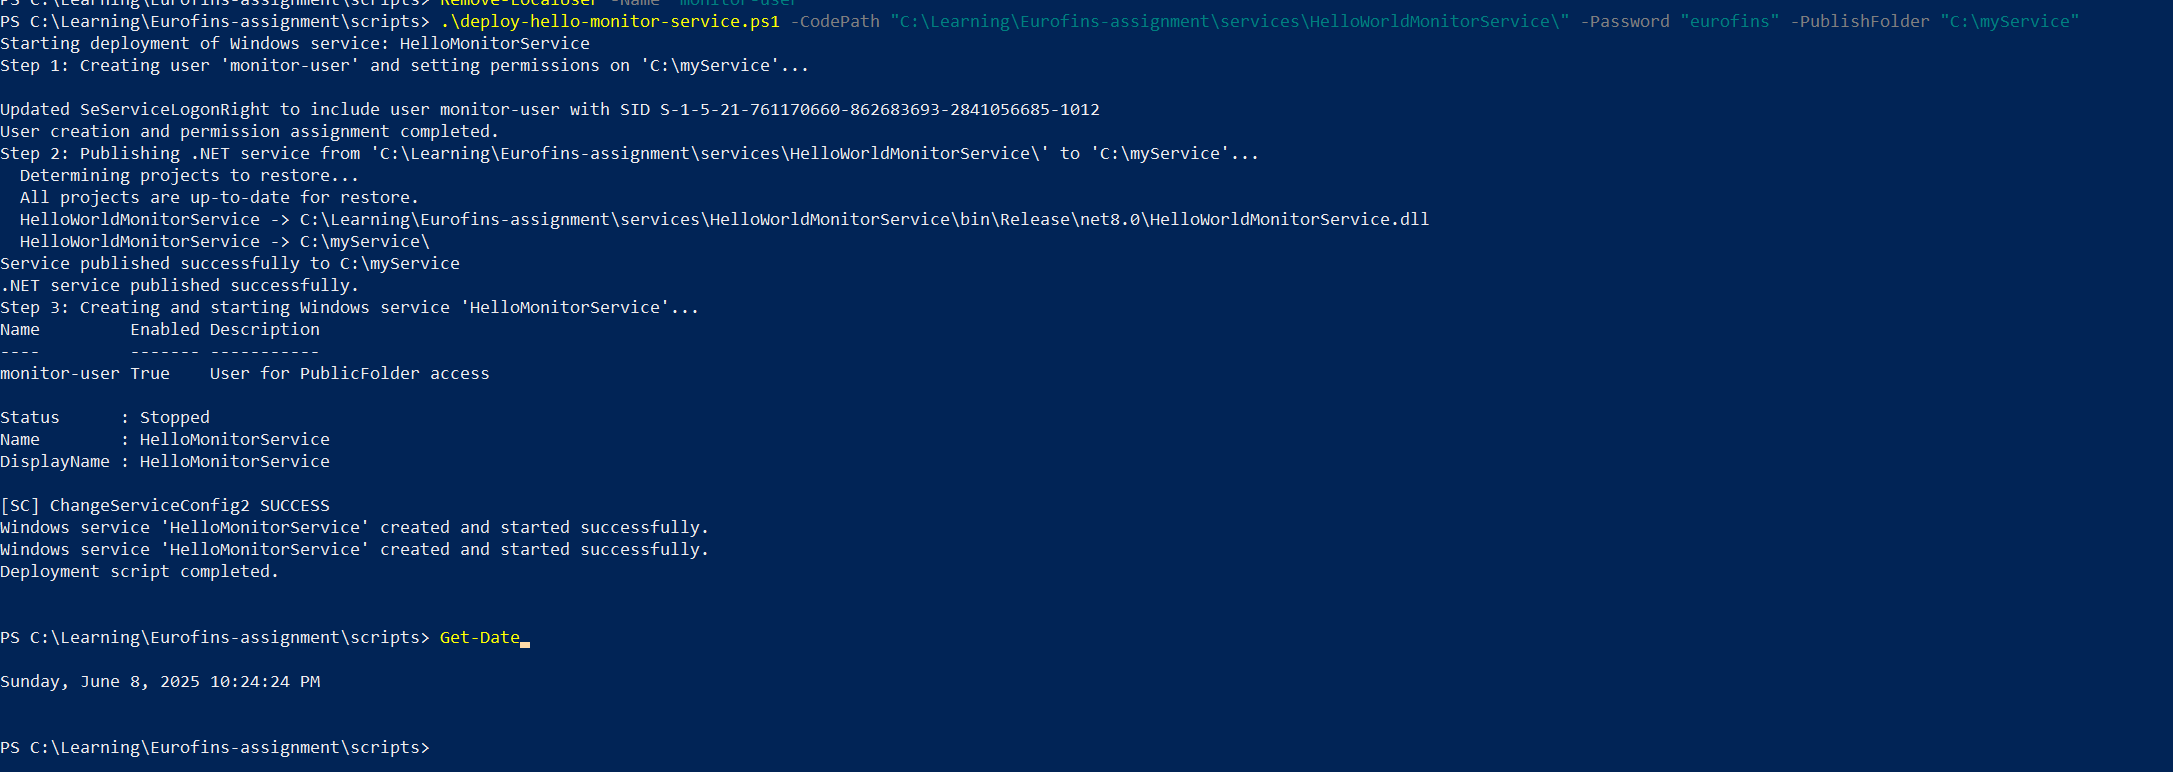 PS C:\Learning\Eurofins-assignment\scripts> Remove-LocalUser -Name "monitor-user"
PS C:\Learning\Eurofins-assignment\scripts> .\deploy-hello-monitor-service.ps1 -CodePath "C:\Learning\Eurofins-assignment\services\HelloWorldMonitorService\" -Password "eurofins" -PublishFolder "C:\myService"
Starting deployment of Windows service: HelloMonitorService
Step 1: Creating user 'monitor-user' and setting permissions on 'C:\myService'...
Updated SeServiceLogonRight to include user monitor-user with SID S-1-5-21-761170660-862683693-2841056685-1012
User creation and permission assignment completed.
Step 2: Publishing .NET service from 'C:\Learning\Eurofins-assignment\services\HelloWorldMonitorService\' to 'C:\myService'...
  Determining projects to restore...
  All projects are up-to-date for restore.
  HelloWorldMonitorService -> C:\Learning\Eurofins-assignment\services\HelloWorldMonitorService\bin\Release\net8.0\HelloWorldMonitorService.dll
  HelloWorldMonitorService -> C:\myService\
Service published successfully to C:\myService
.NET service published successfully.
Step 3: Creating and starting Windows service 'HelloMonitorService'...
Name         Enabled Description
----         ------- -----------
monitor-user True    User for PublicFolder access
Status      : Stopped
Name        : HelloMonitorService
DisplayName : HelloMonitorService
[SC] ChangeServiceConfig2 SUCCESS
Windows service 'HelloMonitorService' created and started successfully.
Windows service 'HelloMonitorService' created and started successfully.
Deployment script completed.
PS C:\Learning\Eurofins-assignment\scripts> Get-Date
Sunday, June 8, 2025 10:24:24 PM
PS C:\Learning\Eurofins-assignment\scripts>